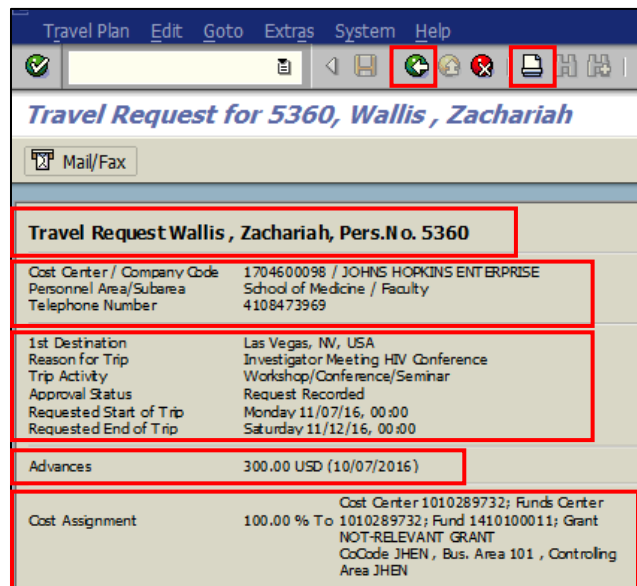 Travel Plan Edit Goto Extras System Help
Travel Request for 5360, Wallis , Zachariah
Mail/Fax
Travel Request Wallis , Zachariah, Pers.No. 5360
Cost Center / Company Code 1704600098 / JOHNS HOPKINS ENTERPRISE
Personnel Area/Subarea School of Medicine / Faculty
Telephone Number 4108473969
1st Destination Las Vegas, NV, USA
Reason for Trip Investigator Meeting HIV Conference
Trip Activity Workshop/Conference/Seminar
Approval Status Request Recorded
Requested Start of Trip Monday 11/07/16, 00:00
Requested End of Trip Saturday 11/12/16, 00:00
Advances 300.00 USD (10/07/2016)
Cost Center 1010289732; Funds Center
Cost Assignment 100.00 % To 1010289732; Fund 1410100011; Grant
NOT-RELEVANT GRANT
CoCode JHEN , Bus. Area 101 , Controling
Area JHEN